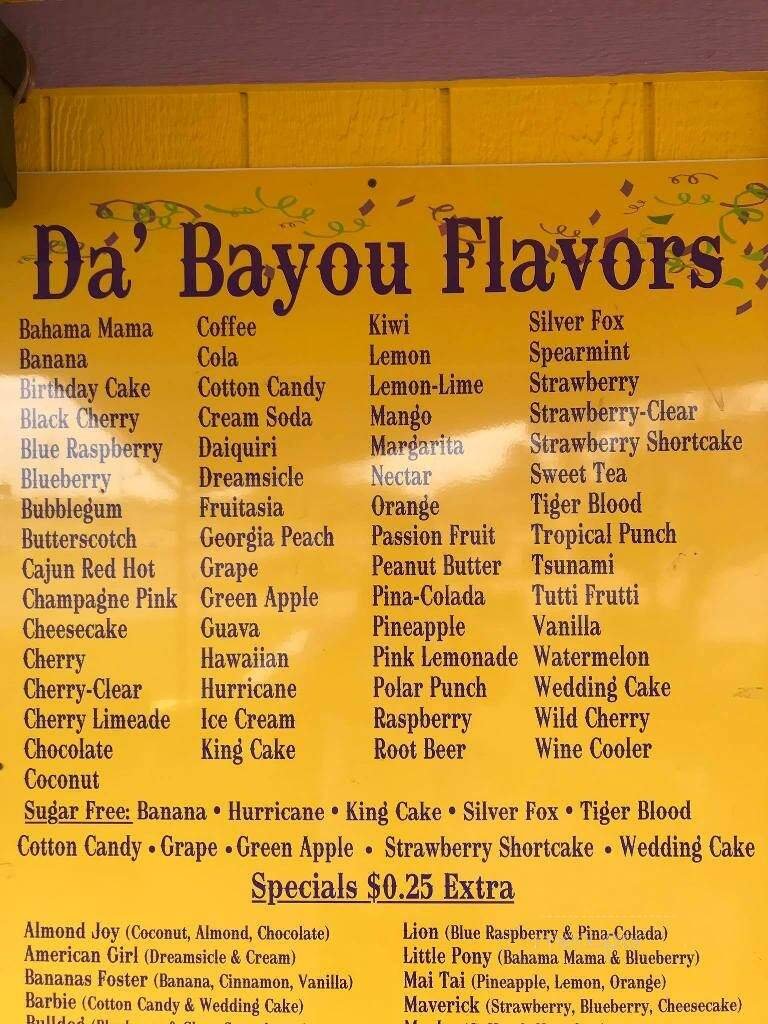 Da' Bayou Flavors
Bahama Mama
Banana
Birthday Cake
Black Cherry
Blue Raspberry
Blueberry
Bubblegum
Butterscotch
Cajun Red Hot
Champagne Pink
Cheesecake
Cherry
Cherry-Clear
Cherry Limeade
Chocolate
Coconut
Coffee
Cola
Cotton Candy
Cream Soda
Daiquiri
Dreamsicle
Fruitasia
Georgia Peach
Grape
Green Apple
Guava
Hawaiian
Hurricane
Ice Cream
King Cake
Kiwi
Lemon
Lemon-Lime
Mango
Margarita
Nectar
Orange
Passion Fruit
Peanut Butter
Pina-Colada
Pineapple
Pink Lemonade
Polar Punch
Raspberry
Root Beer
Silver Fox
Spearmint
Strawberry
Strawberry-Clear
Strawberry Shortcake
Sweet Tea
Tiger Blood
Tropical Punch
Tsunami
Tutti Frutti
Vanilla
Watermelon
Wedding Cake
Wild Cherry
Wine Cooler
Sugar Free: Banana • Hurricane • King Cake • Silver Fox • Tiger Blood
Cotton Candy • Grape • Green Apple • Strawberry Shortcake • Wedding Cake
Specials $0.25 Extra
Almond Joy (Coconut, Almond, Chocolate)
American Girl (Dreamsicle & Cream)
Bananas Foster (Banana, Cinnamon, Vanilla)
Barbie (Cotton Candy & Wedding Cake)
Lion (Blue Raspberry & Pina-Colada)
Little Pony (Bahama Mama & Blueberry)
Mai Tai (Pineapple, Lemon, Orange)
Maverick (Strawberry, Blueberry, Cheesecake)